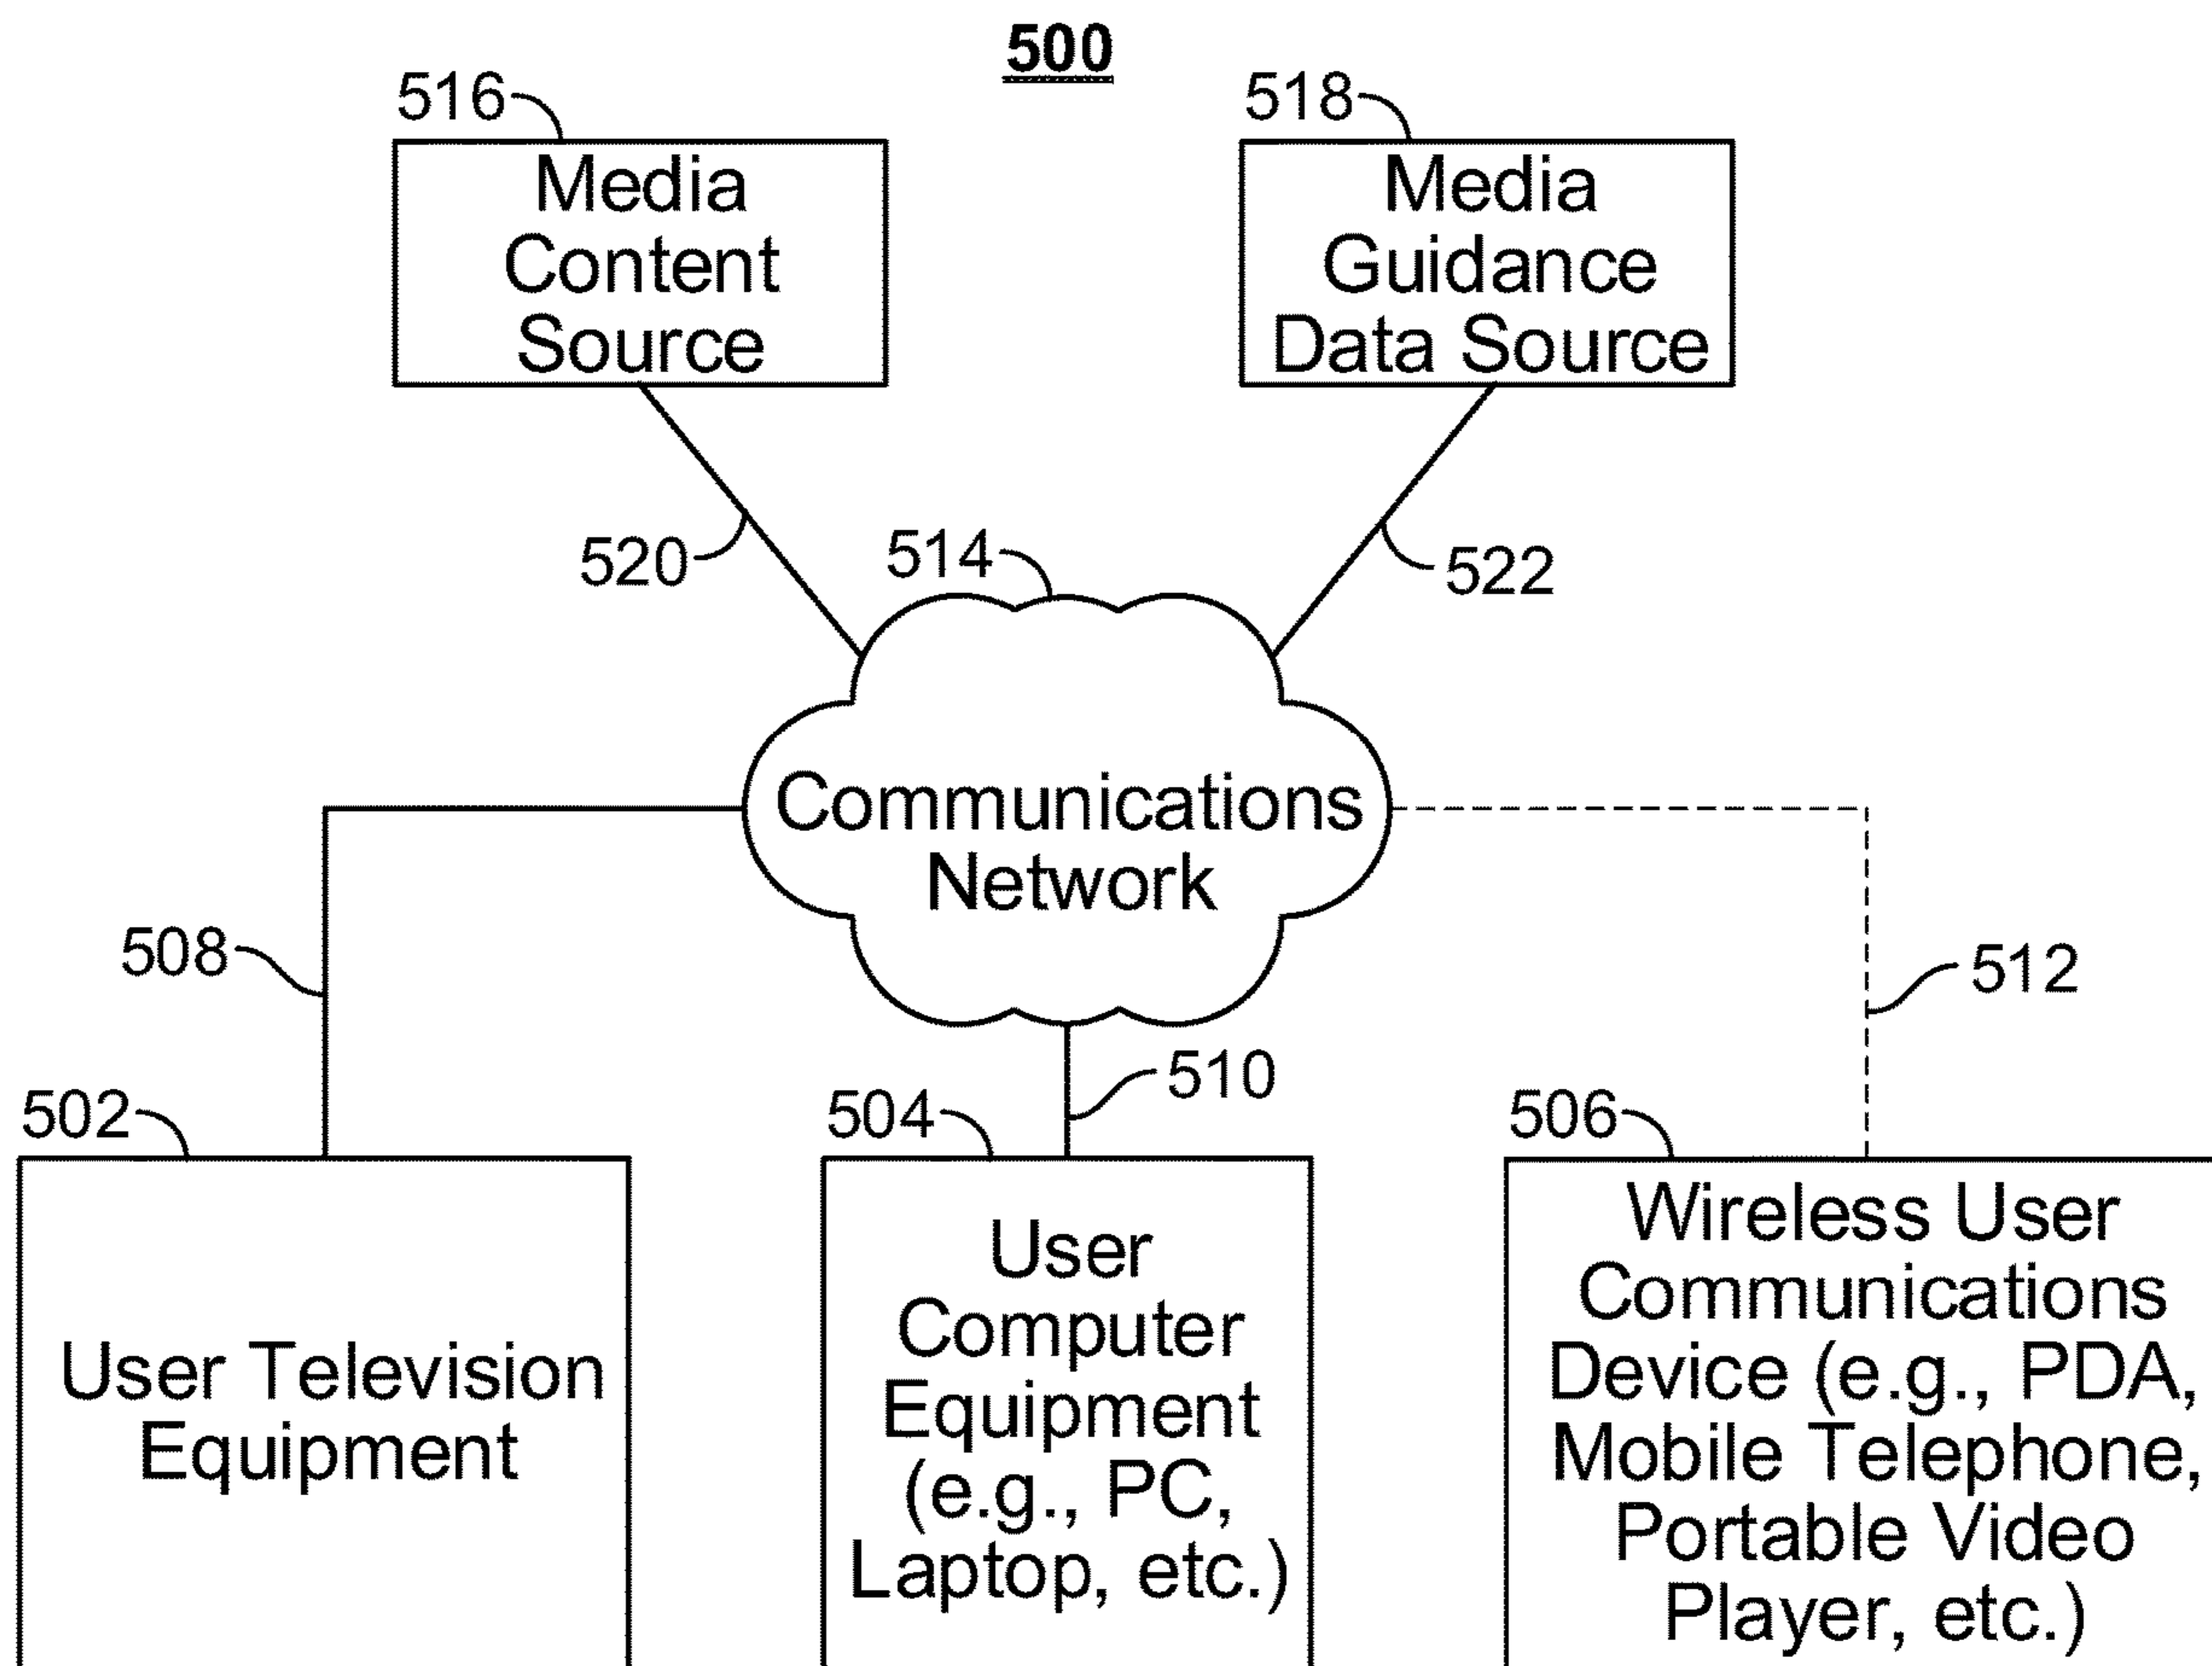 500
516
518
Media
Content
Source
Media
Guidance
Data Source
520
514
522
Communications
Network
508
512
510
502
504
506
User Television
Equipment
User
Computer
Equipment
(e.g., PC,
Laptop, etc.)
Wireless User
Communications
Device (e.g., PDA,
Mobile Telephone,
Portable Video
Player, etc.)